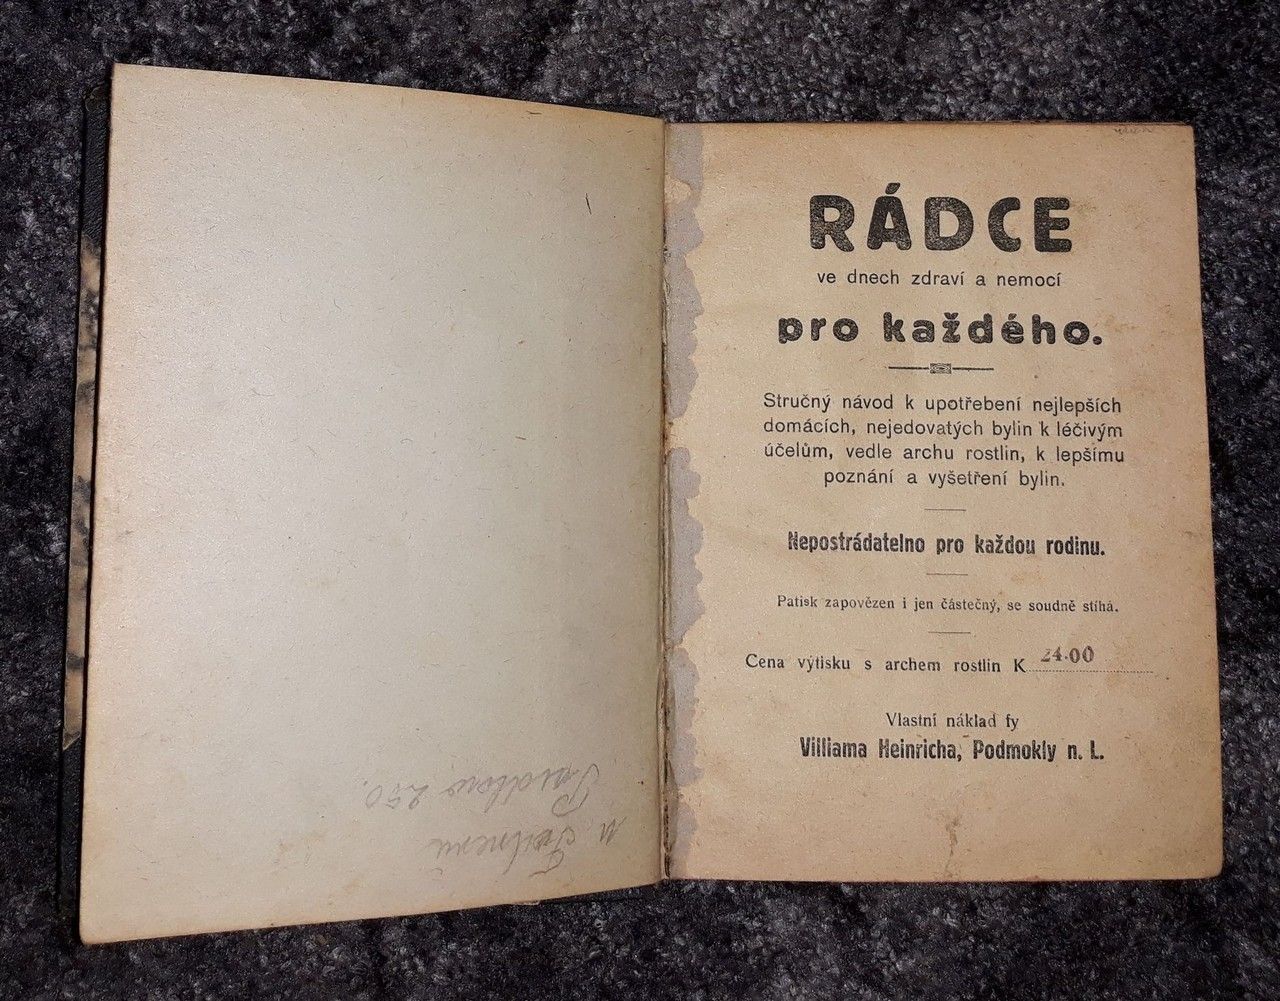 RÁDCE
ve dnech zdraví a nemocí
pro každého.
Stručný návod k upotřebení nejlepších
domácích, nejedovatých bylin k léčivým
účelům, vedle archu rostlin, k lepšímu
poznání a vyšetření bylin.
Nepostrádatelno pro každou rodinu.
Patisk zapovězen i jen částečný, se soudně stíhá.
Cena výtisku s archem rostlin K 24.00
Vlastní náklad fy
Villiama Heinricha, Podmokly n. L.